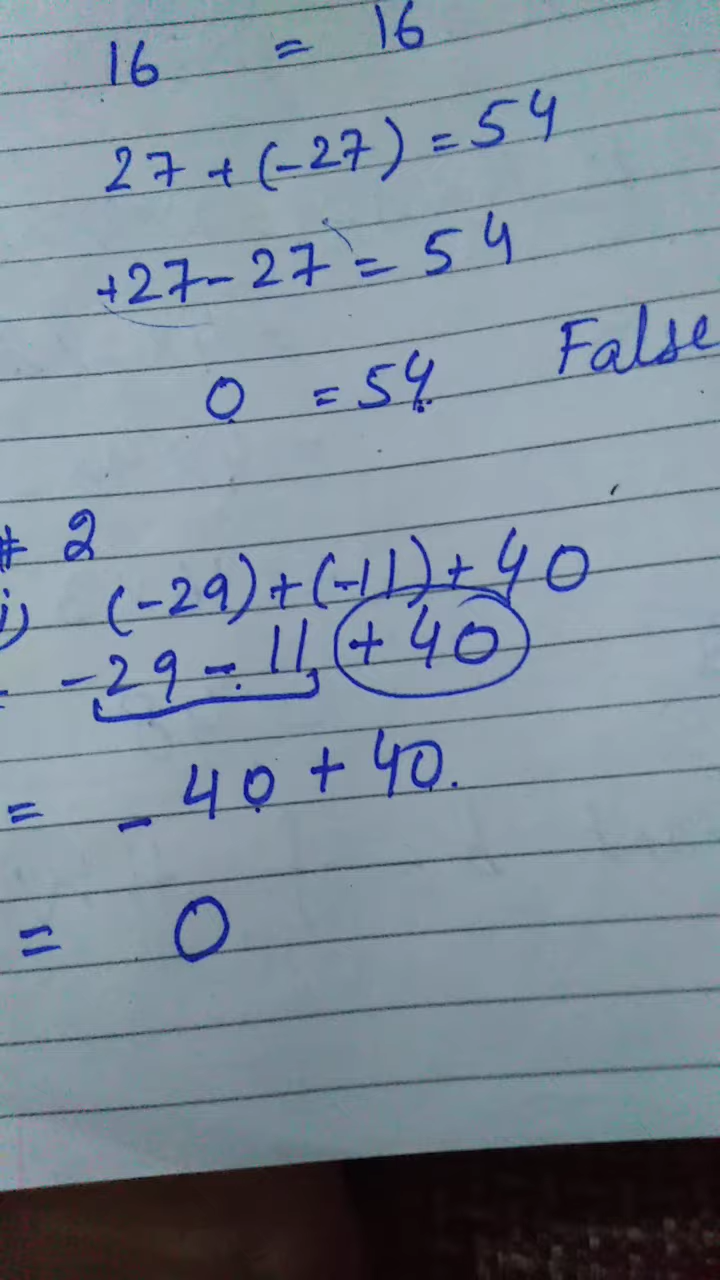 16 = 16
27 + (-27) = 54
+27 - 27 = 54
0 = 54 False
# 2
i) (-29) + (-11) + 40
- 29 - 11 + 40
= - 40 + 40.
= 0